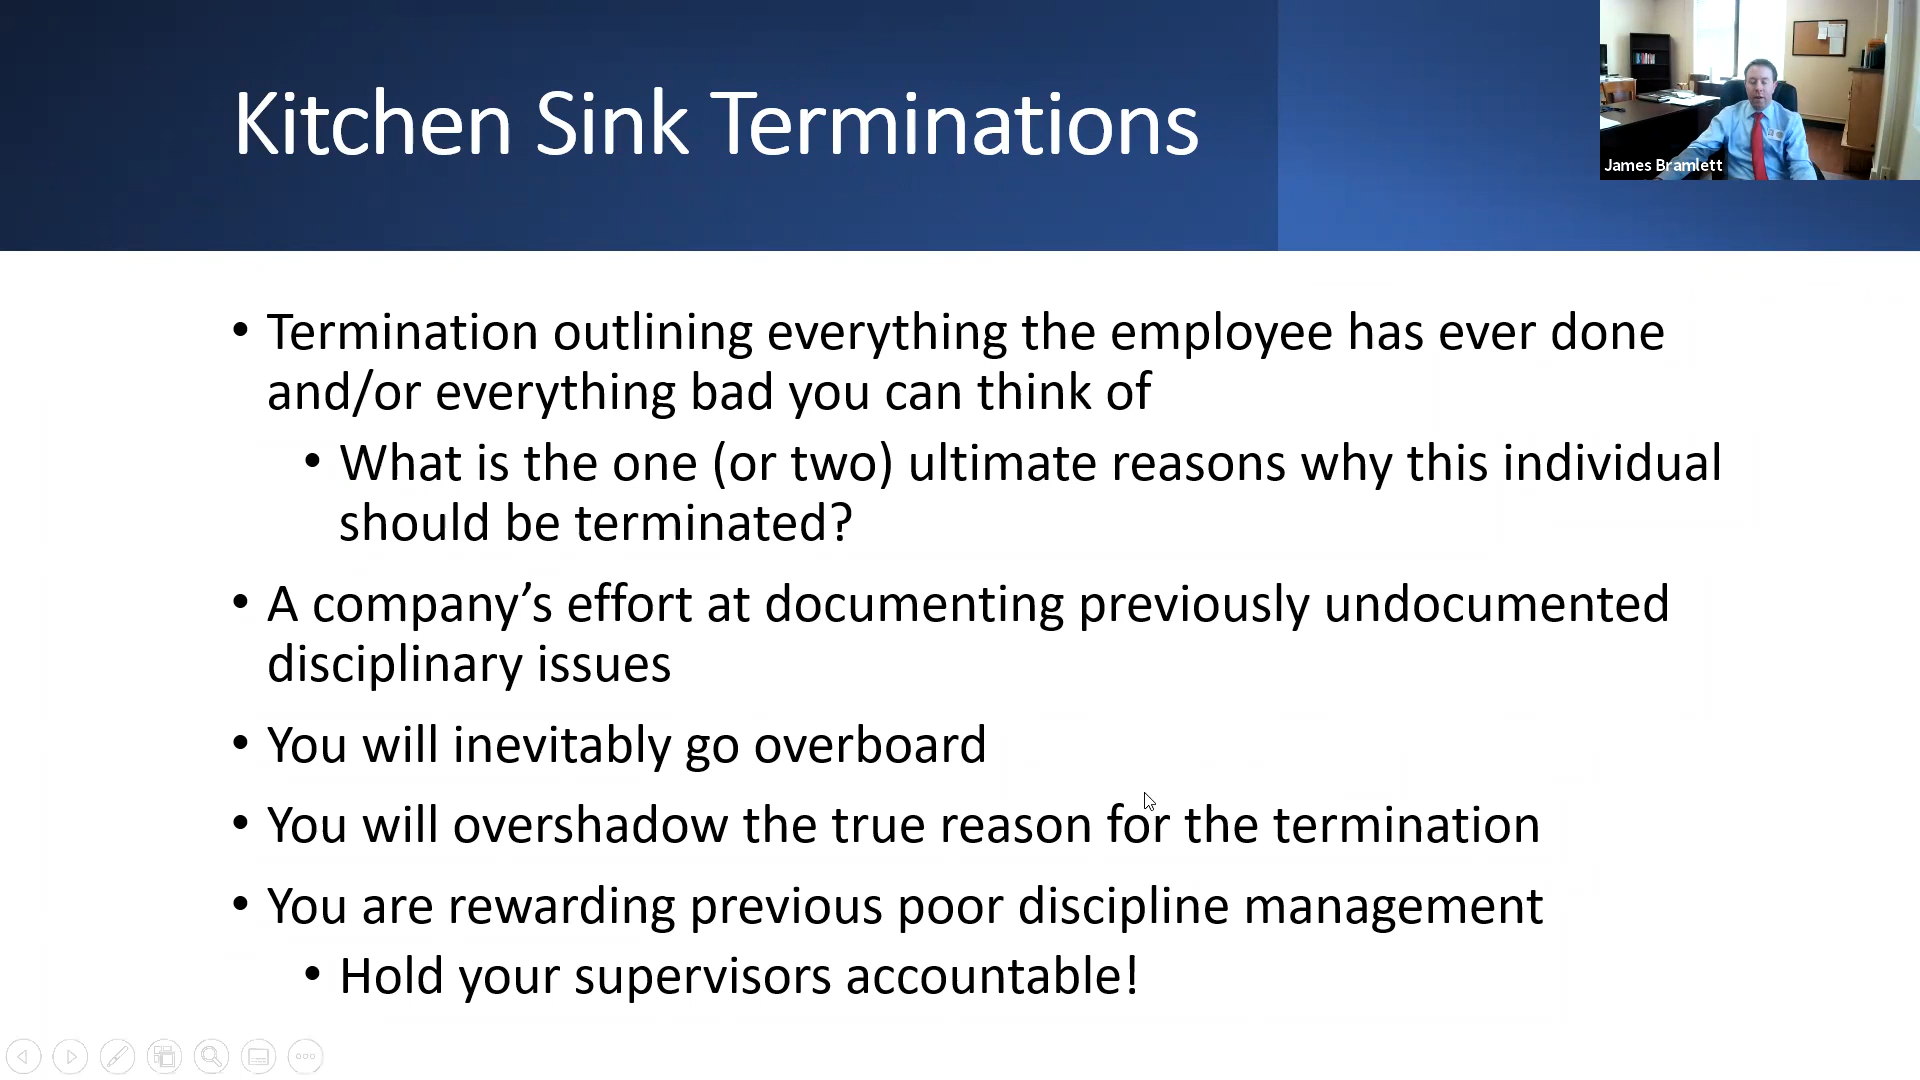 Kitchen Sink Terminations
James Bramlett
• Termination outlining everything the employee has ever done
and/or everything bad you can think of
• What is the one (or two) ultimate reasons why this individual
should be terminated?
• A company’s effort at documenting previously undocumented
disciplinary issues
• You will inevitably go overboard
• You will overshadow the true reason for the termination
• You are rewarding previous poor discipline management
• Hold your supervisors accountable!